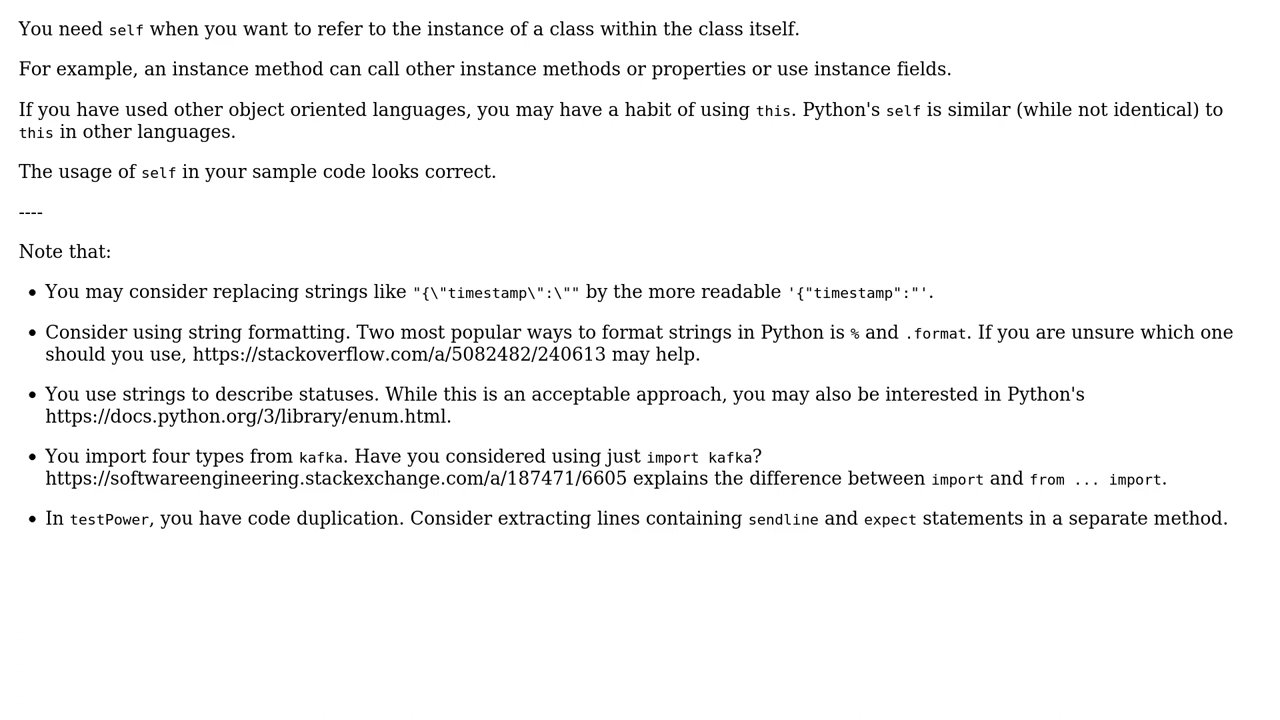 You need self when you want to refer to the instance of a class within the class itself.
For example, an instance method can call other instance methods or properties or use instance fields.
If you have used other object oriented languages, you may have a habit of using this. Python's self is similar (while not identical) to
this in other languages.
The usage of self in your sample code looks correct.
----
Note that:
• You may consider replacing strings like "{\"timestamp\":\"" by the more readable '{"timestamp":"'.
• Consider using string formatting. Two most popular ways to format strings in Python is % and .format. If you are unsure which one
should you use, https://stackoverflow.com/a/5082482/240613 may help.
• You use strings to describe statuses. While this is an acceptable approach, you may also be interested in Python's
https://docs.python.org/3/library/enum.html.
• You import four types from kafka. Have you considered using just import kafka?
https://softwareengineering.stackexchange.com/a/187471/6605 explains the difference between import and from ... import.
• In testPower, you have code duplication. Consider extracting lines containing sendline and expect statements in a separate method.